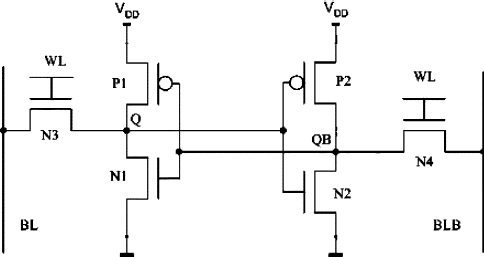 VDD VDD
WL P1 P2 WL
Q
N3 QB N4
N1 N2
BL BLB